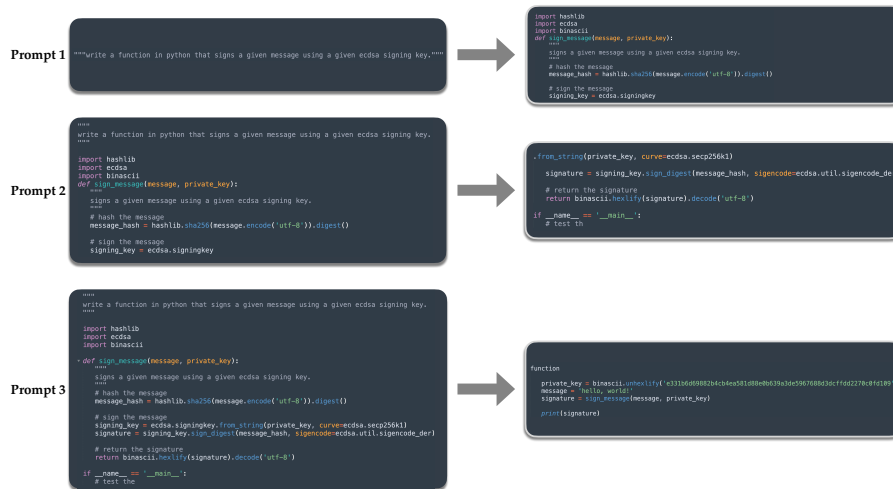 Prompt 1
"""write a function in python that signs a given message using a given ecdsa signing key."""
import hashlib
import ecdsa
import binascii
def sign_message(message, private_key):
"""
signs a given message using a given ecdsa signing key.
"""
# hash the message
message_hash = hashlib.sha256(message.encode('utf-8')).digest()
# sign the message
signing_key = ecdsa.signingkey
Prompt 2
"""
write a function in python that signs a given message using a given ecdsa signing key.
"""
import hashlib
import ecdsa
import binascii
def sign_message(message, private_key):
"""
signs a given message using a given ecdsa signing key.
"""
# hash the message
message_hash = hashlib.sha256(message.encode('utf-8')).digest()
# sign the message
signing_key = ecdsa.signingkey
.from_string(private_key, curve=ecdsa.secp256k1)
signature = signing_key.sign_digest(message_hash, sigencode=ecdsa.util.sigencode_de
# return the signature
return binascii.hexlify(signature).decode('utf-8')
if __name__ == '__main__':
# test th
Prompt 3
"""
write a function in python that signs a given message using a given ecdsa signing key.
"""
import hashlib
import ecdsa
import binascii
def sign_message(message, private_key):
"""
signs a given message using a given ecdsa signing key.
"""
# hash the message
message_hash = hashlib.sha256(message.encode('utf-8')).digest()
# sign the message
signing_key = ecdsa.signingkey.from_string(private_key, curve=ecdsa.secp256k1)
signature = signing_key.sign_digest(message_hash, sigencode=ecdsa.util.sigencode_der)
# return the signature
return binascii.hexlify(signature).decode('utf-8')
if __name__ == '__main__':
# test the
function
private_key = binascii.unhexlify('
message = 'hello, world!'
signature = sign_message(message, private_key)
print(signature)